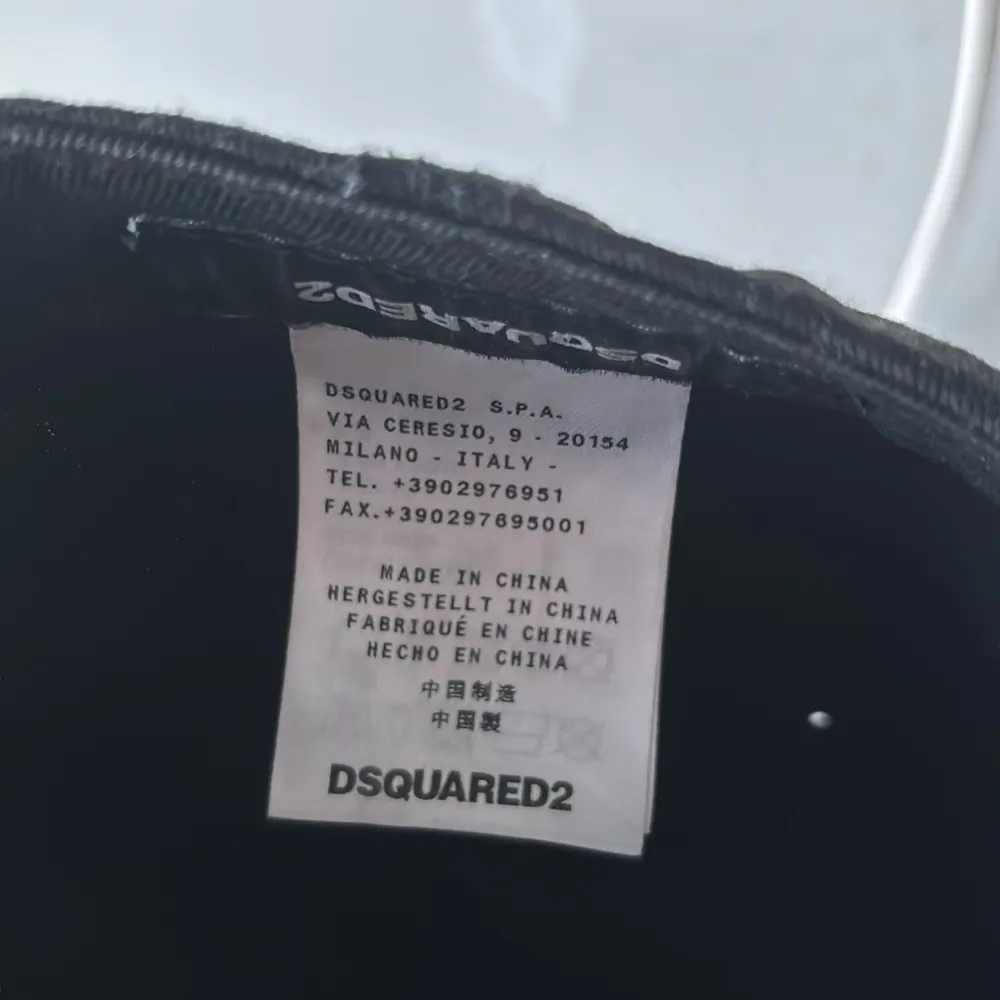 DSQUARED2
DSQUARED2 S.P.A.
VIA CERESIO, 9 - 20154
MILANO - ITALY -
TEL. +3902976951
FAX.+390297695001
MADE IN CHINA
HERGESTELLT IN CHINA
FABRIQUÉ EN CHINE
HECHO EN CHINA
中国制造
中国製
DSQUARED2